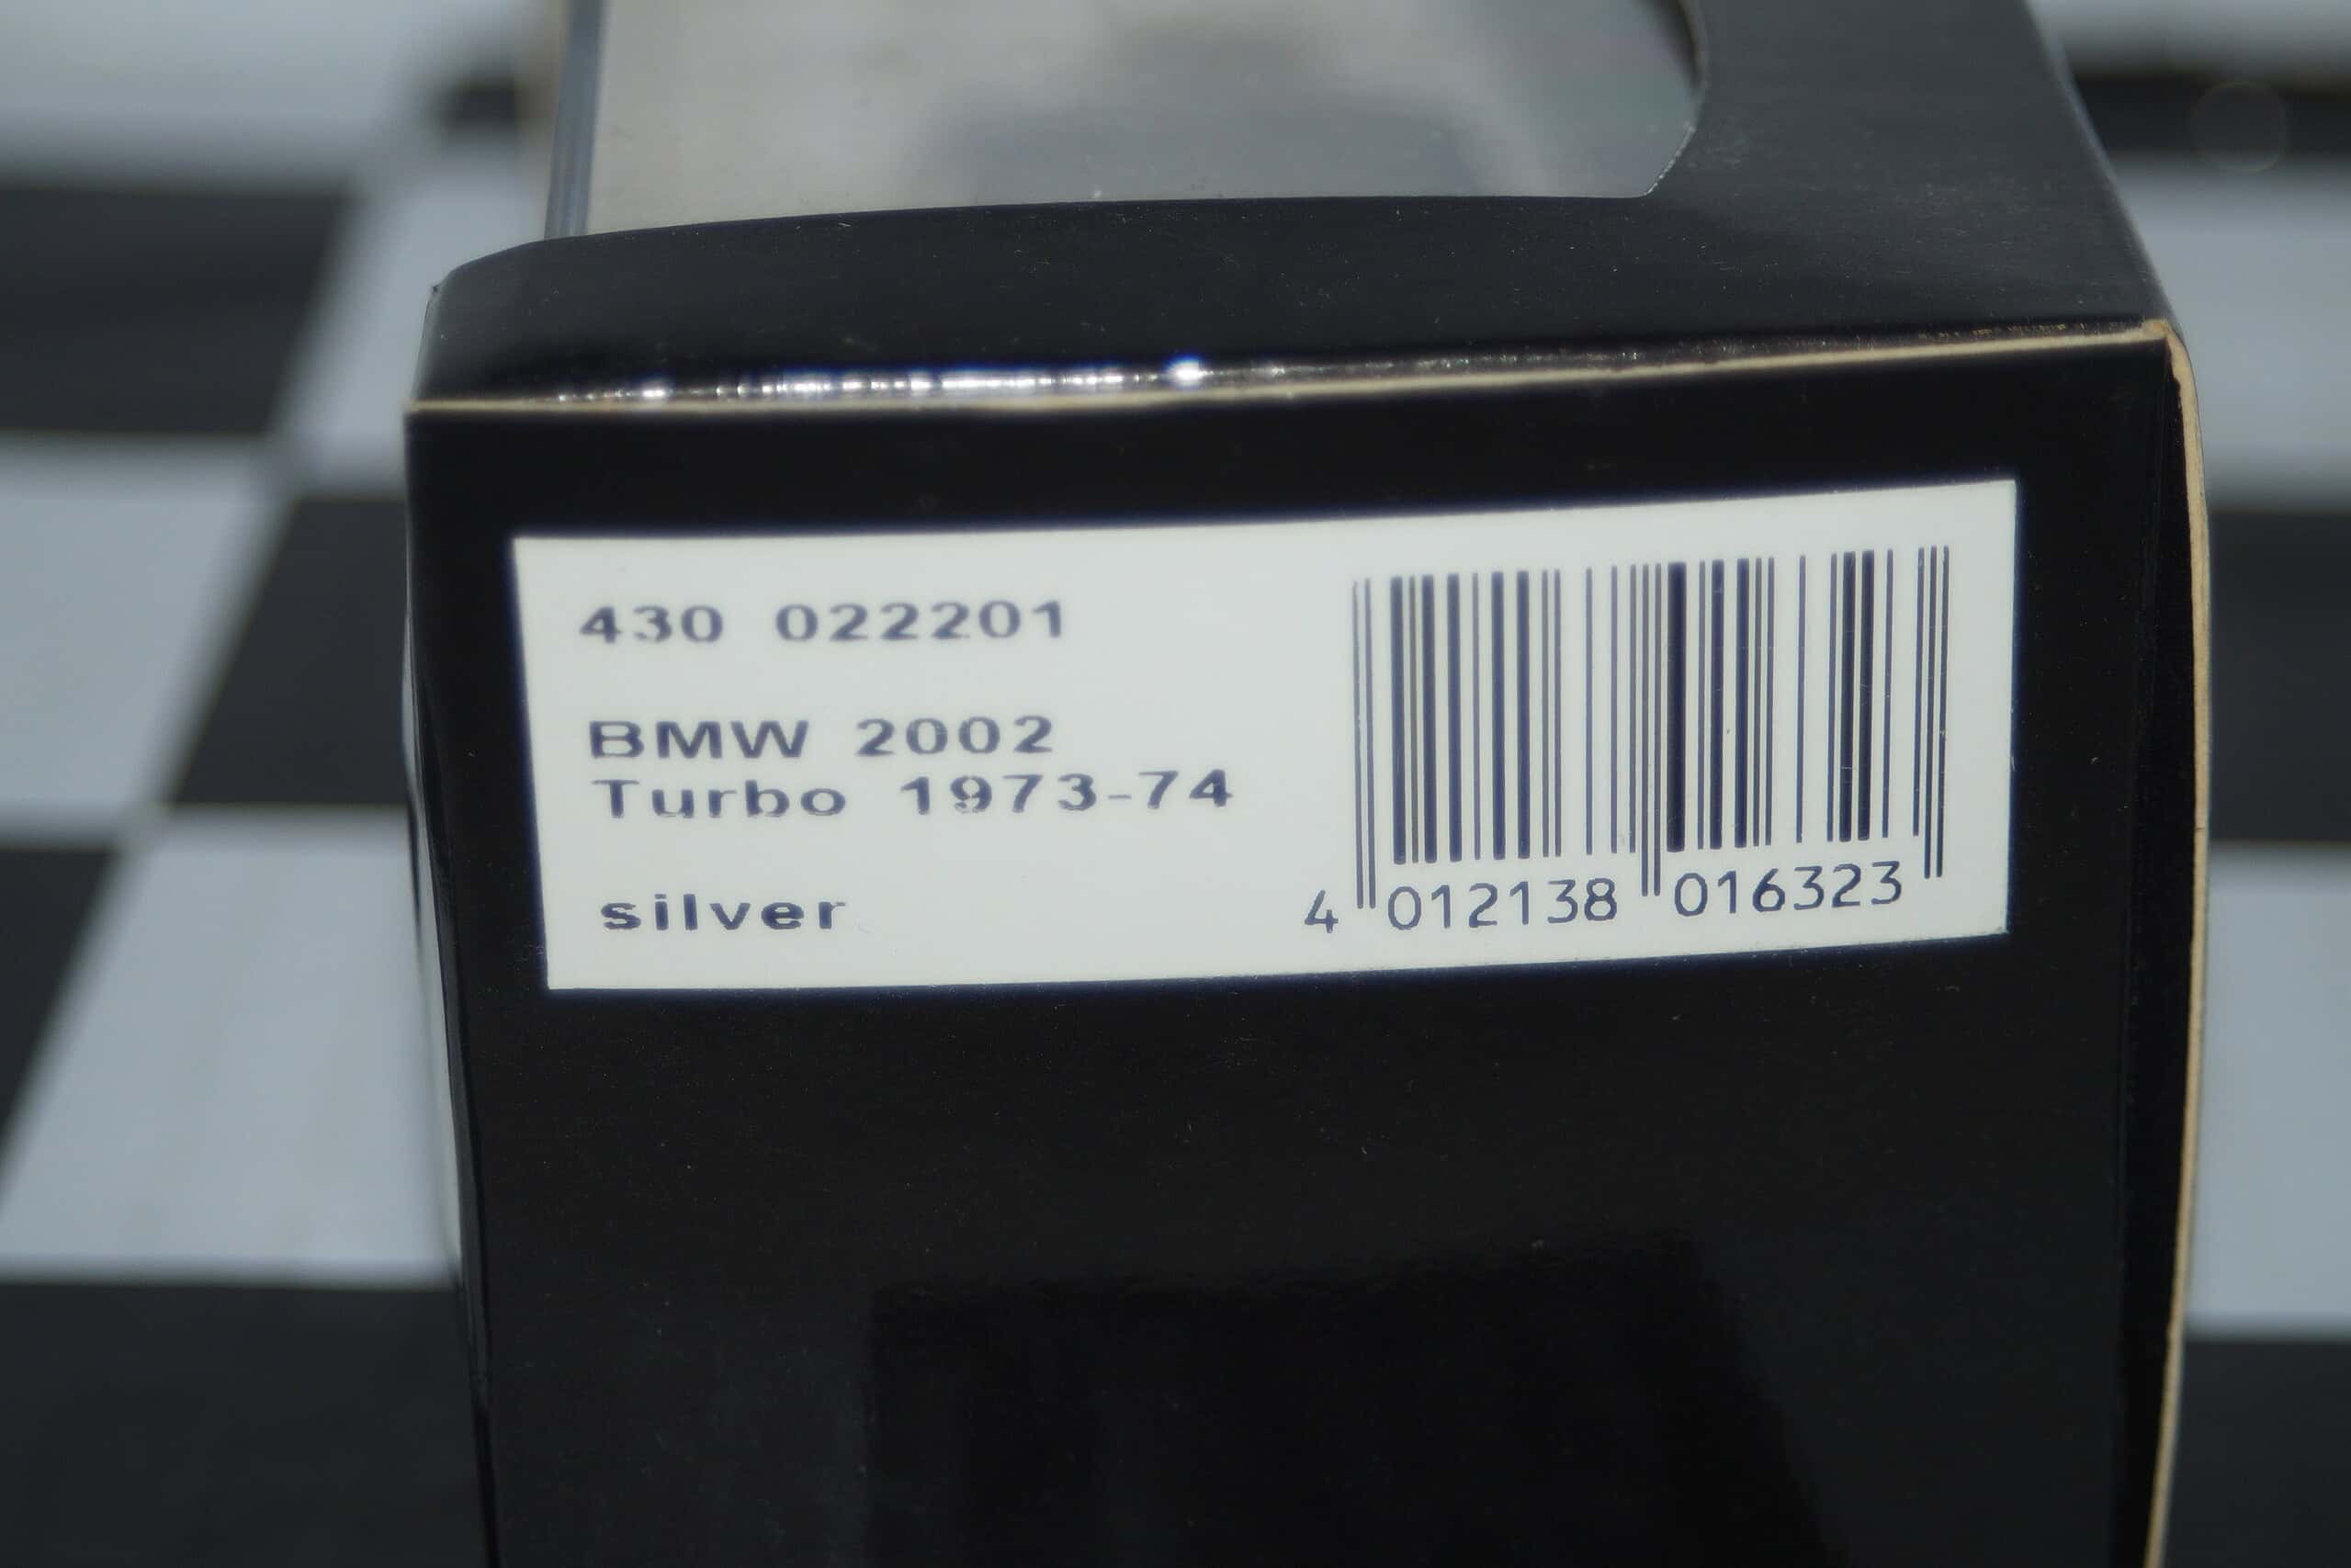 430 022201
BMW 2002
Turbo 1973-74
silver
4 012138 016323